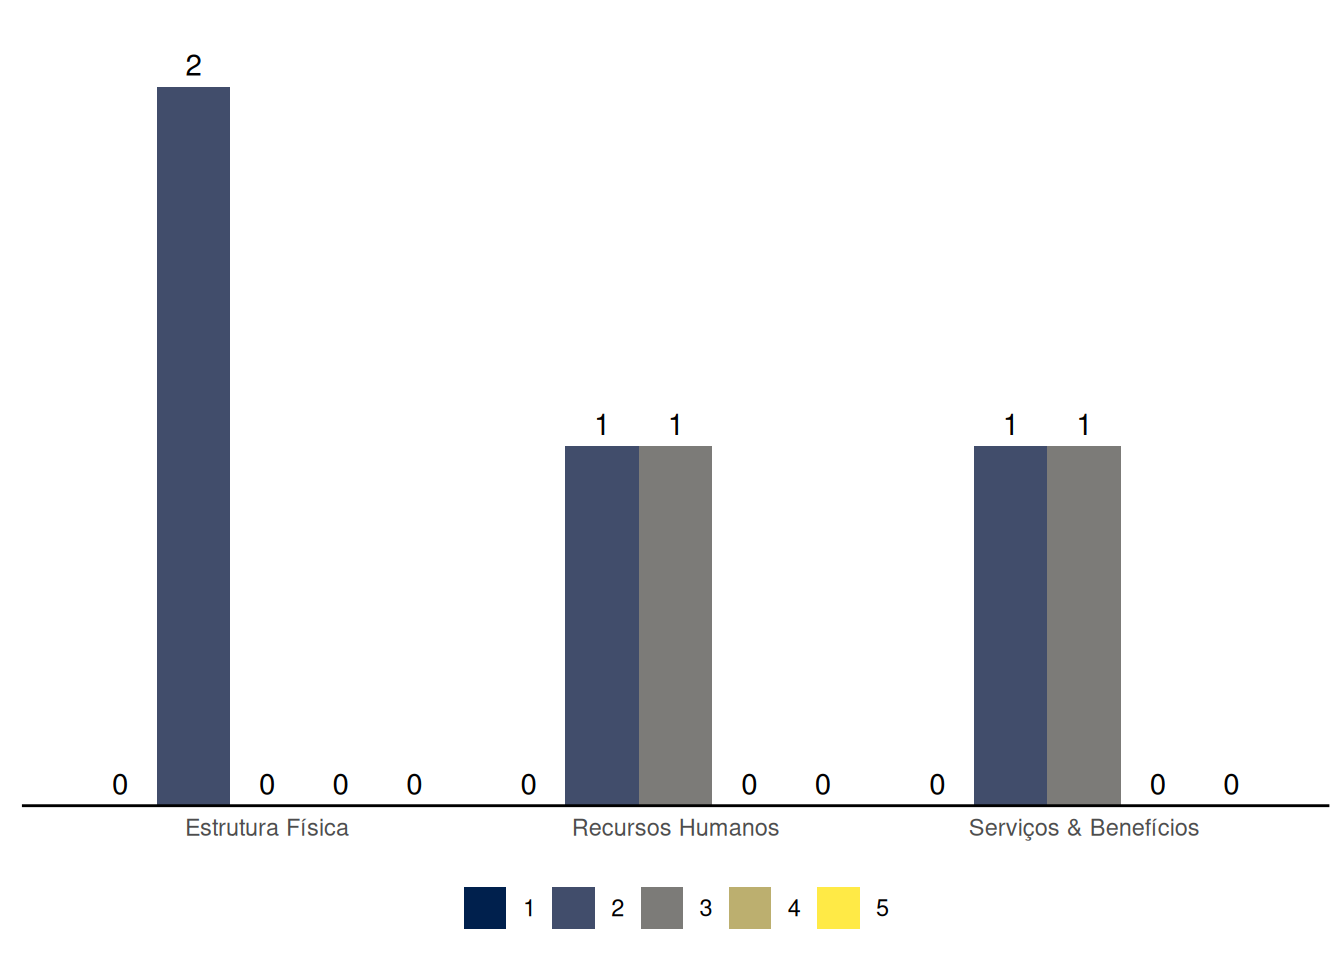 2
1 1 1 1
0 0 0 0 0 0 0 0 0 0
Estrutura Física Recursos Humanos Serviços & Benefícios
1 2 3 4 5